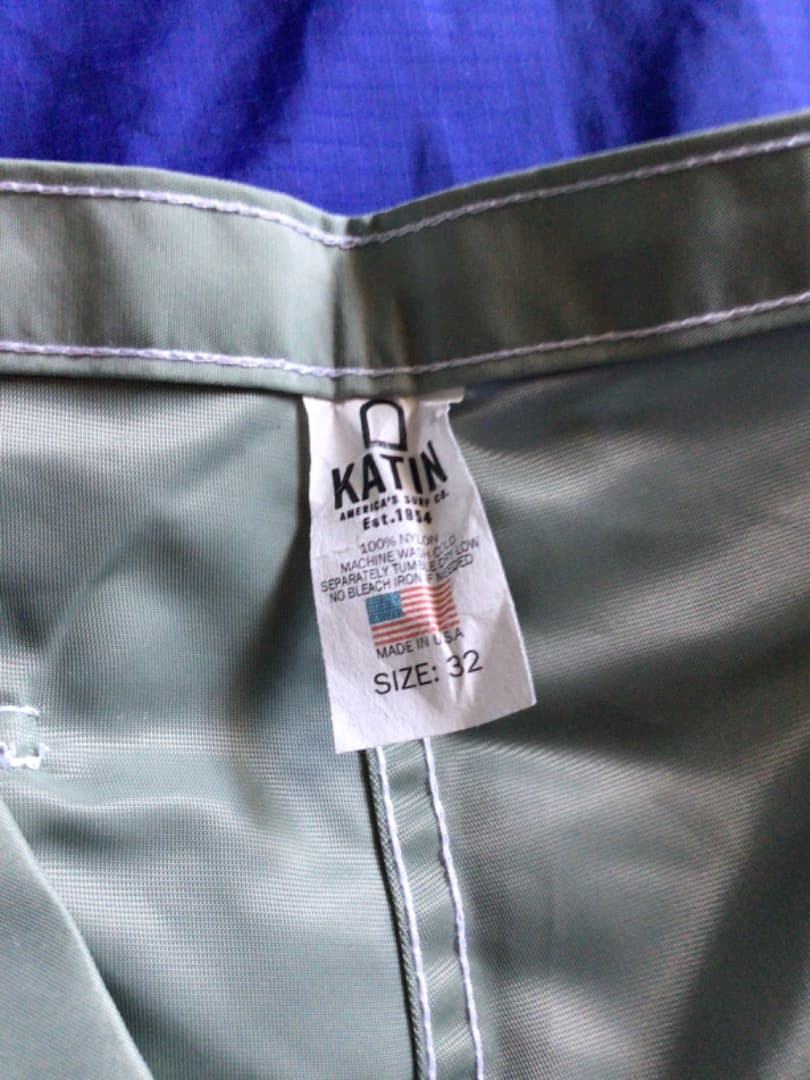 KATIN
AMERICA'S SURF CO.
Est.1954
100% NYLON
MACHINE WASH COLD
SEPARATELY TUMBLE DRY LOW
NO BLEACH IRON IF NEEDED
MADE IN U.S.A
SIZE: 32